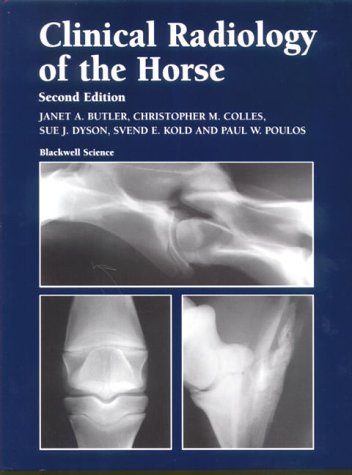 Clinical Radiology
of the Horse
Second Edition
JANET A. BUTLER, CHRISTOPHER M. COLLES,
SUE J. DYSON, SVEND E. KOLD AND PAUL W. POULOS
Blackwell Science